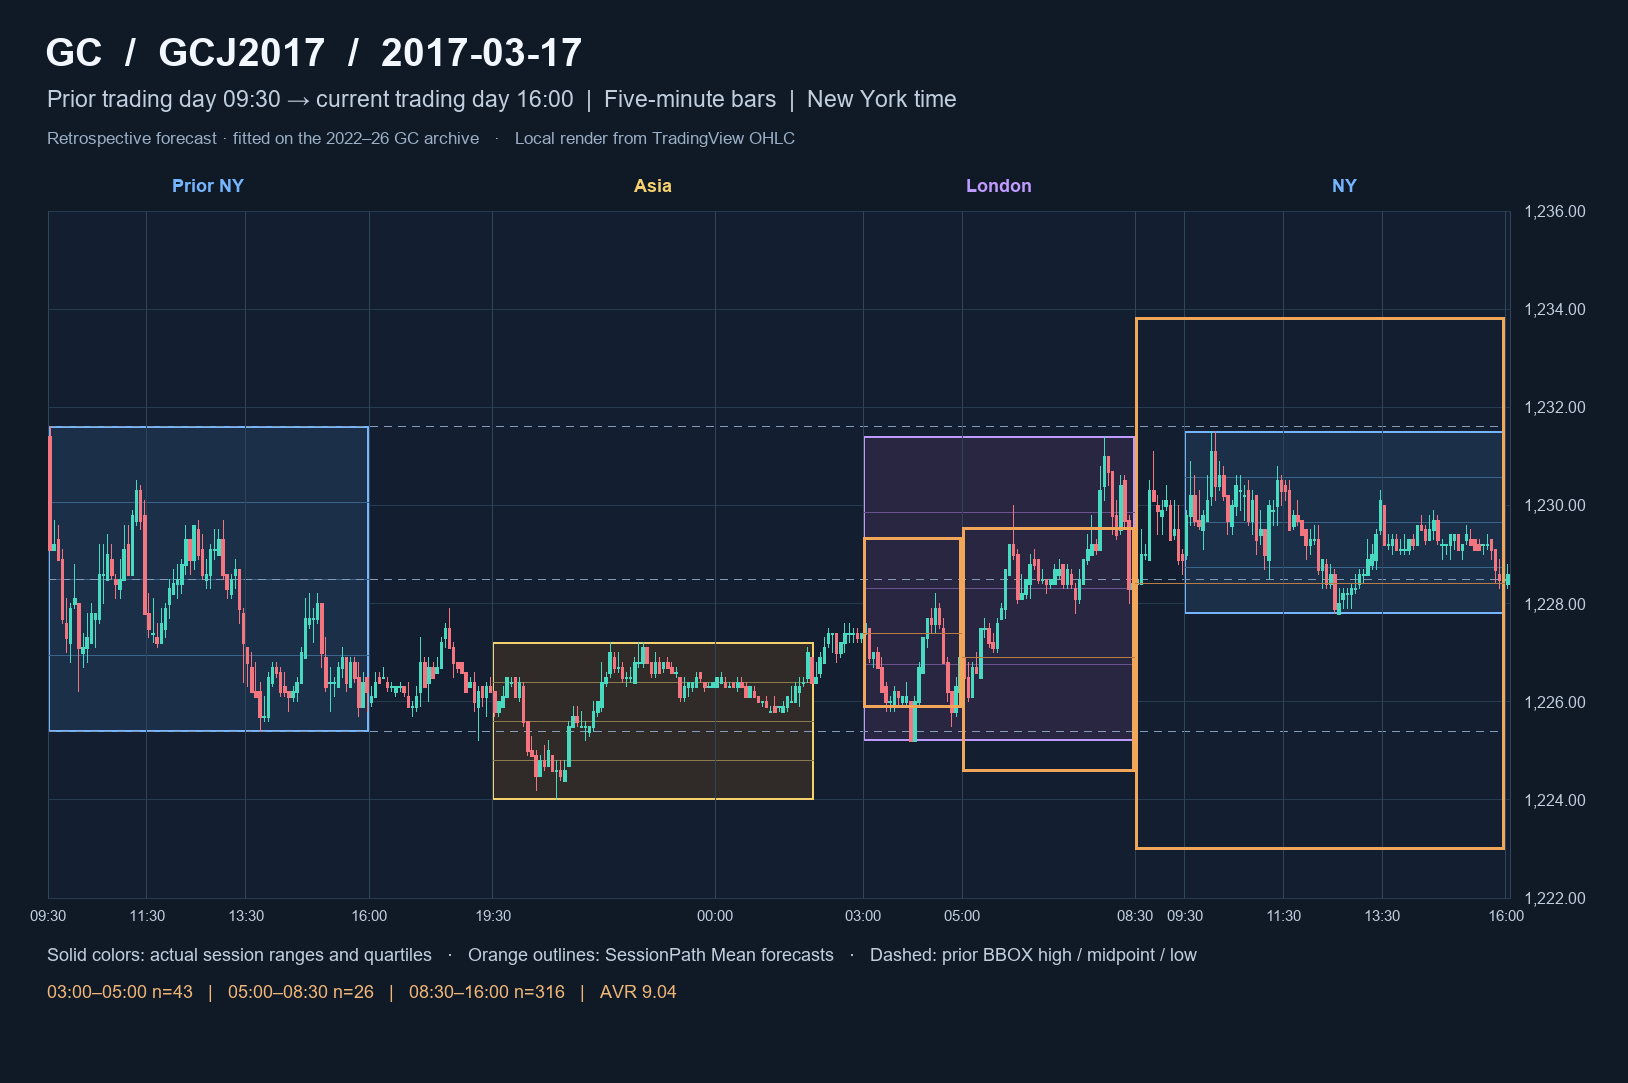 GC / GCJ2017 / 2017-03-17
Prior trading day 09:30 → current trading day 16:00 | Five-minute bars | New York time
Retrospective forecast · fitted on the 2022–26 GC archive · Local render from TradingView OHLC
Prior NY Asia London NY
1,236.00
1,234.00
1,232.00
1,230.00
1,228.00
1,226.00
1,224.00
1,222.00
09:30 11:30 13:30 16:00 19:30 00:00 03:00 05:00 08:30 09:30 11:30 13:30 16:00
Solid colors: actual session ranges and quartiles · Orange outlines: SessionPath Mean forecasts · Dashed: prior BBOX high / midpoint / low
03:00–05:00 n=43 | 05:00–08:30 n=26 | 08:30–16:00 n=316 | AVR 9.04